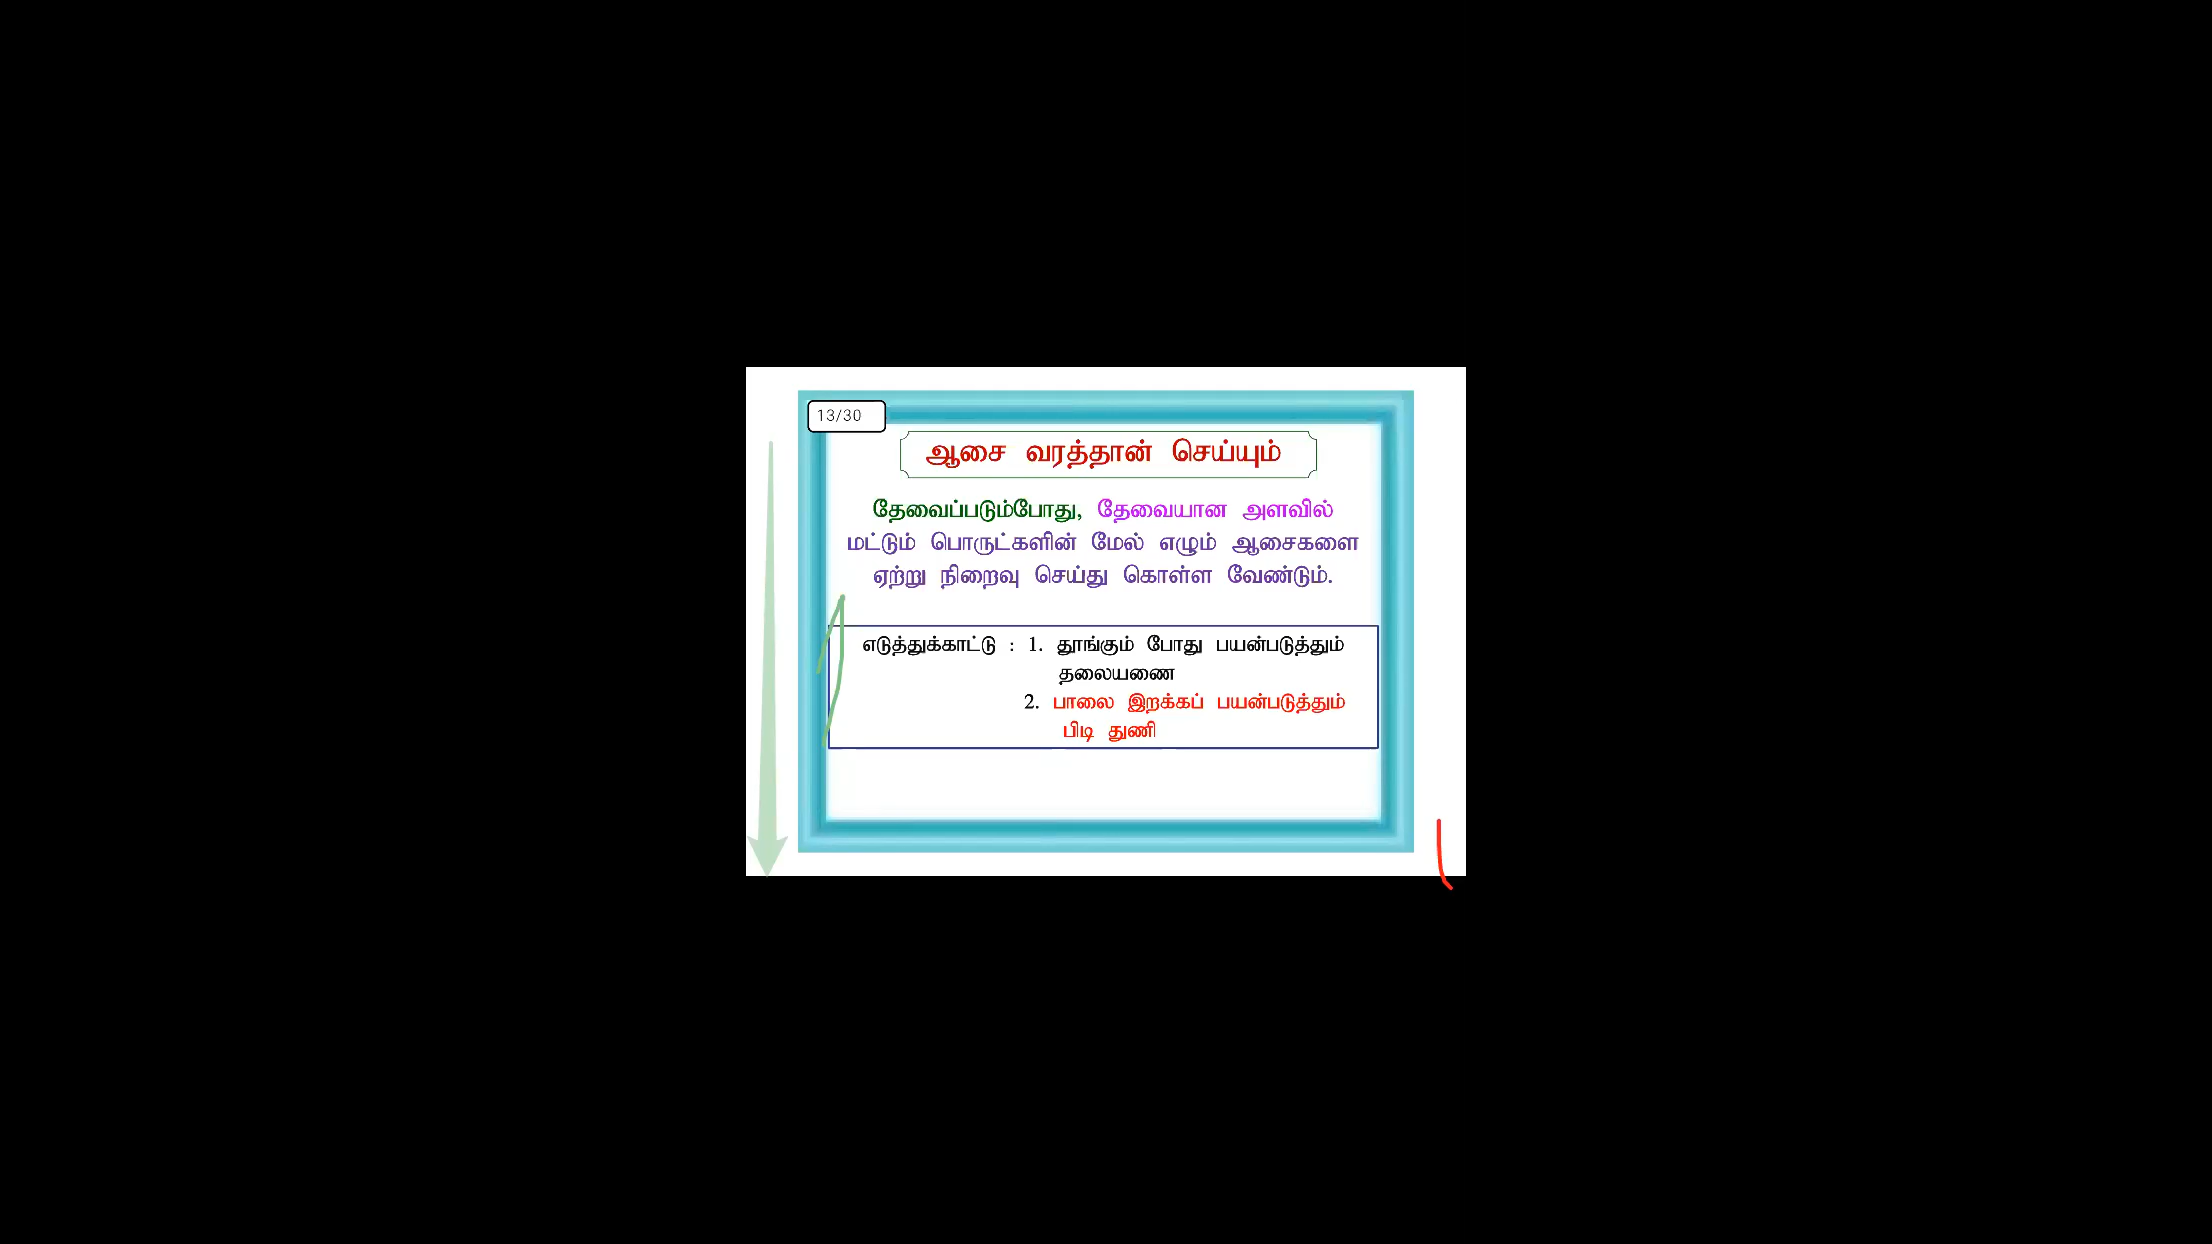 13/30
ஆசை வரத்தான் செய்யும்
தேவைப்படும்போது, தேவையான அளவில்
மட்டும் பொருட்களின் மேல் எழும் ஆசைகளை
ஏற்று நிறைவு செய்து கொள்ள வேண்டும்.
எடுத்துக்காட்டு : 1. தூங்கும் போது பயன்படுத்தும்
தலையணை
2. பாலை இறக்கப் பயன்படுத்தும்
பிடி துணி